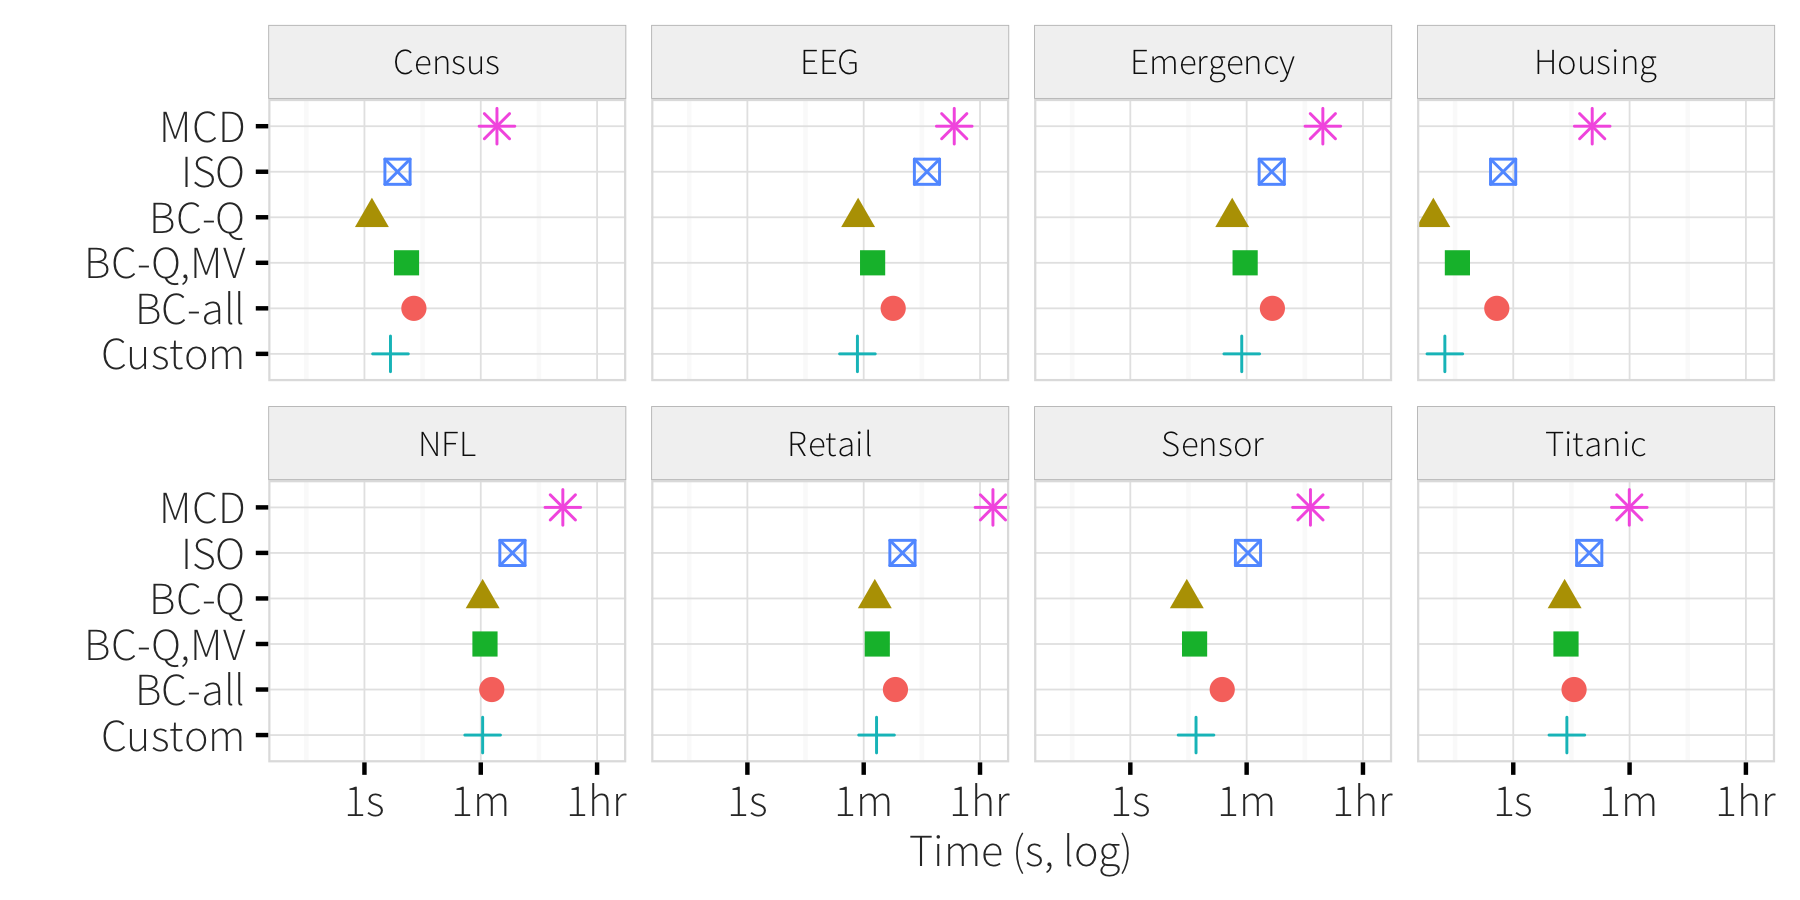 Census EEG Emergency Housing
MCD
ISO
BC-Q
BC-Q,MV
BC-all
Custom
NFL Retail Sensor Titanic
MCD
ISO
BC-Q
BC-Q,MV
BC-all
Custom
1s 1m 1hr 1s 1m 1hr 1s 1m 1hr 1s 1m 1hr
Time (s, log)